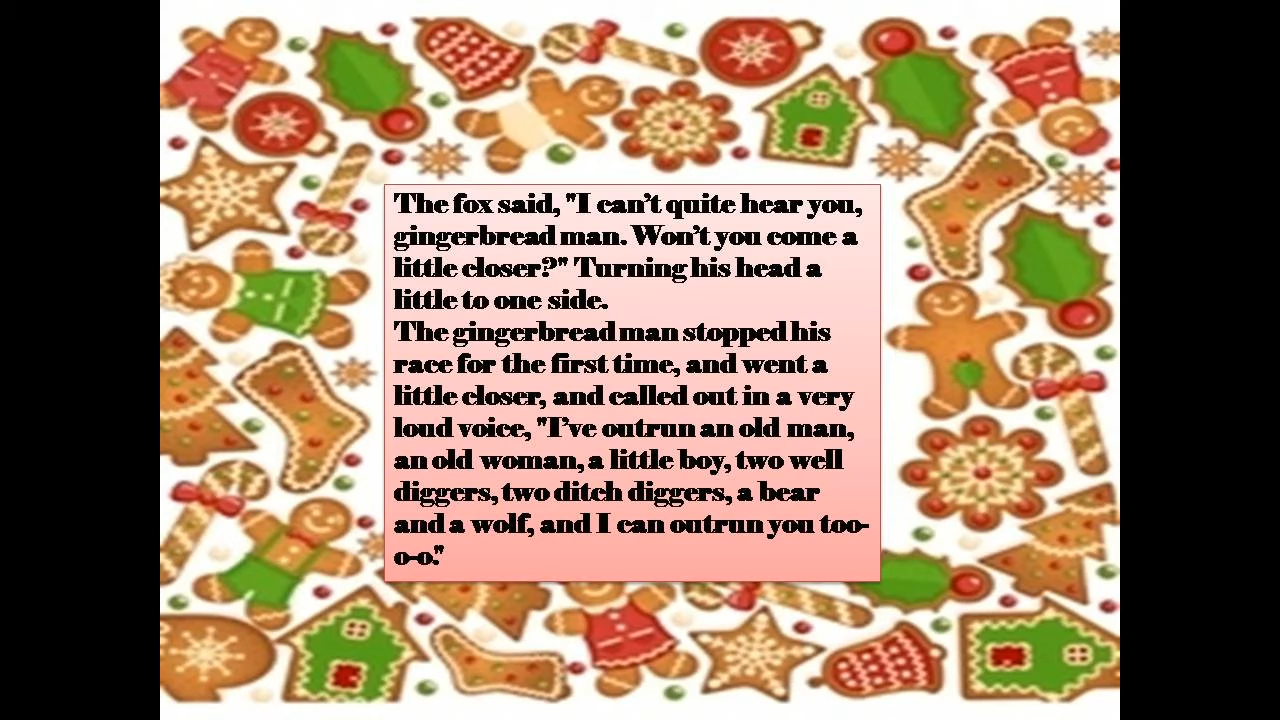 The fox said, "I can't quite hear you,
gingerbread man. Won't you come a
little closer?" Turning his head a
little to one side.
The gingerbread man stopped his
race for the first time, and went a
little closer, and called out in a very
loud voice, "I've outrun an old man,
an old woman, a little boy, two well
diggers, two ditch diggers, a bear
and a wolf, and I can outrun you too-
o-o."